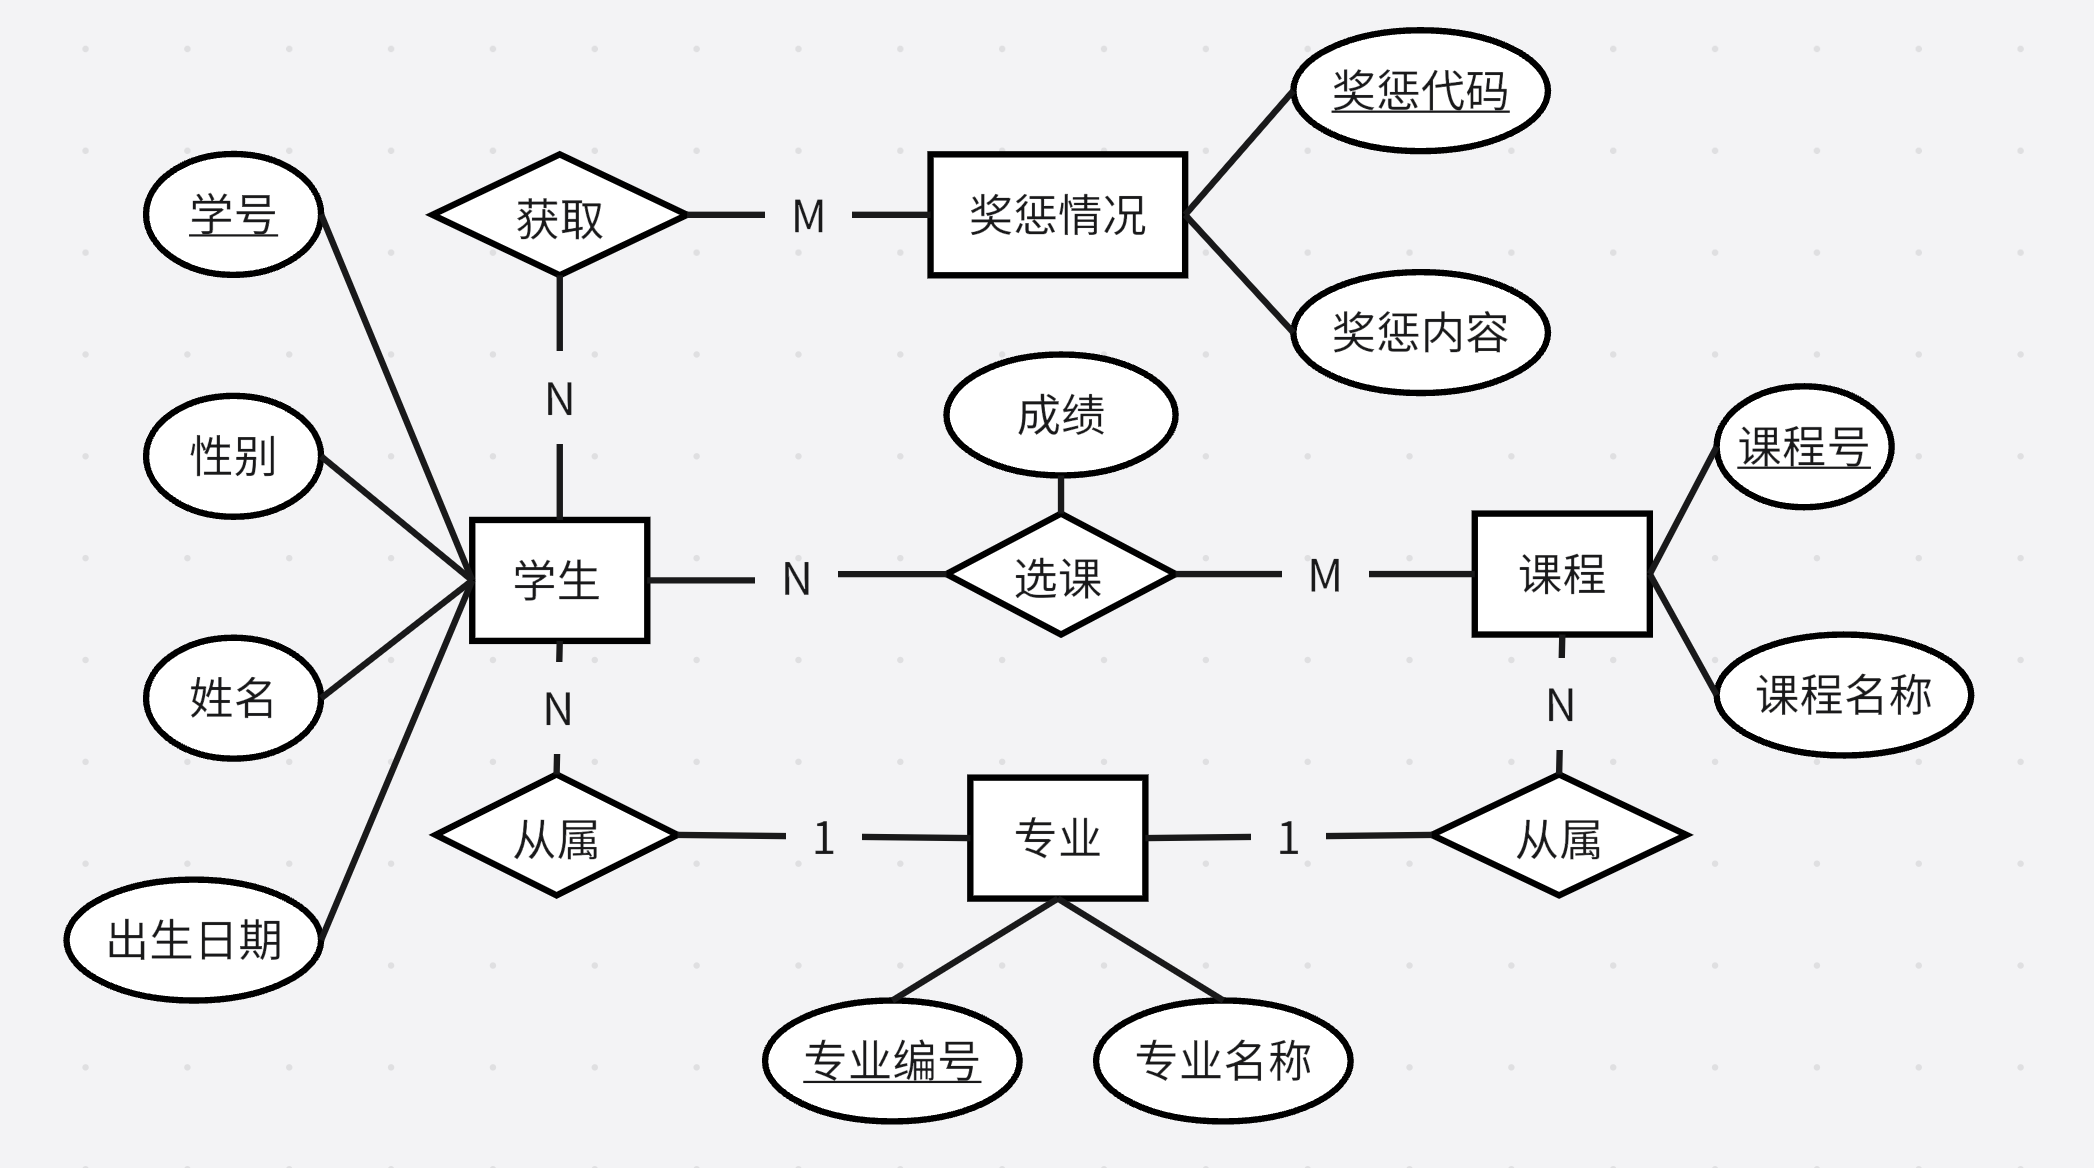 奖惩代码
学号
获取
M
奖惩情况
奖惩内容
N
成绩
课程号
性别
学生
N
选课
M
课程
姓名
N
N
课程名称
从属
1
专业
1
从属
出生日期
专业编号
专业名称